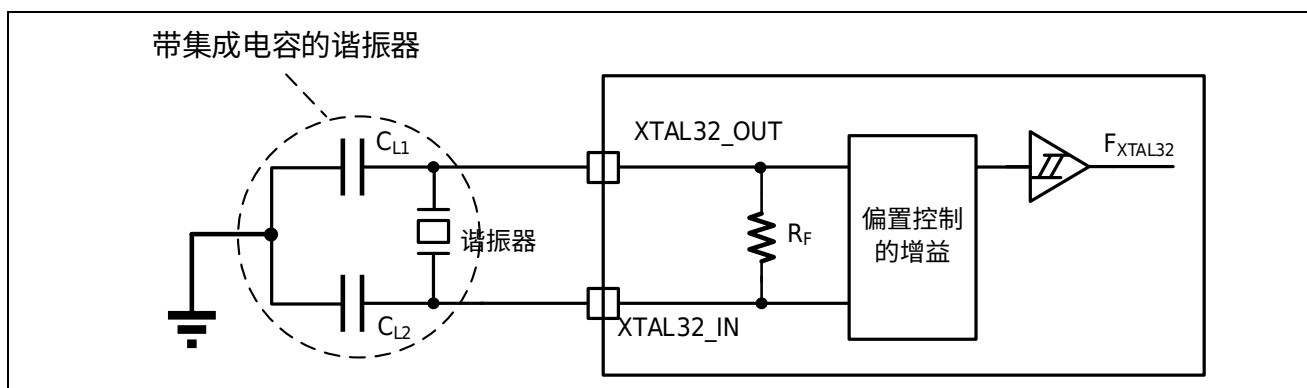 带集成电容的谐振器
CL1
XTAL32_OUT
FXTAL32
谐振器
RF
偏置控制
的增益
CL2
XTAL32_IN